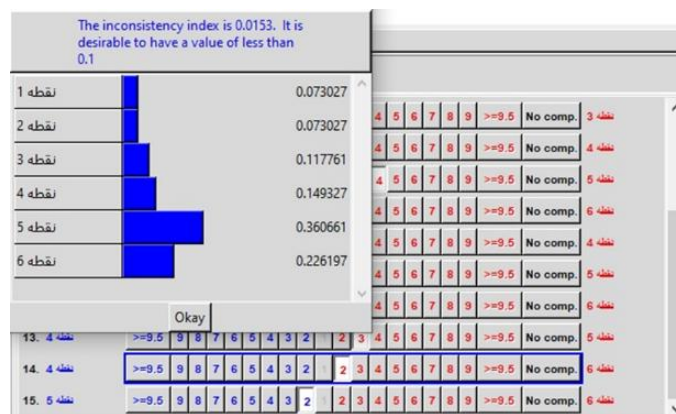 The inconsistency index is 0.0153. It is
desirable to have a value of less than
0.1
نقطه 1 0.073027
نقطه 2 0.073027
نقطه 3 0.117761
نقطه 4 0.149327
نقطه 5 0.360661
نقطه 6 0.226197
Okay
4 5 6 7 8 9 >=9.5 No comp. نقطه 3
4 5 6 7 8 9 >=9.5 No comp. نقطه 4
4 5 6 7 8 9 >=9.5 No comp. نقطه 5
4 5 6 7 8 9 >=9.5 No comp. نقطه 6
4 5 6 7 8 9 >=9.5 No comp. نقطه 4
4 5 6 7 8 9 >=9.5 No comp. نقطه 5
4 5 6 7 8 9 >=9.5 No comp. نقطه 6
13. نقطه 4 >=9.5 9 8 7 6 5 4 3 2 1 2 3 4 5 6 7 8 9 >=9.5 No comp. نقطه 5
14. نقطه 4 >=9.5 9 8 7 6 5 4 3 2 1 2 3 4 5 6 7 8 9 >=9.5 No comp. نقطه 6
15. نقطه 5 >=9.5 9 8 7 6 5 4 3 2 1 2 3 4 5 6 7 8 9 >=9.5 No comp. نقطه 6